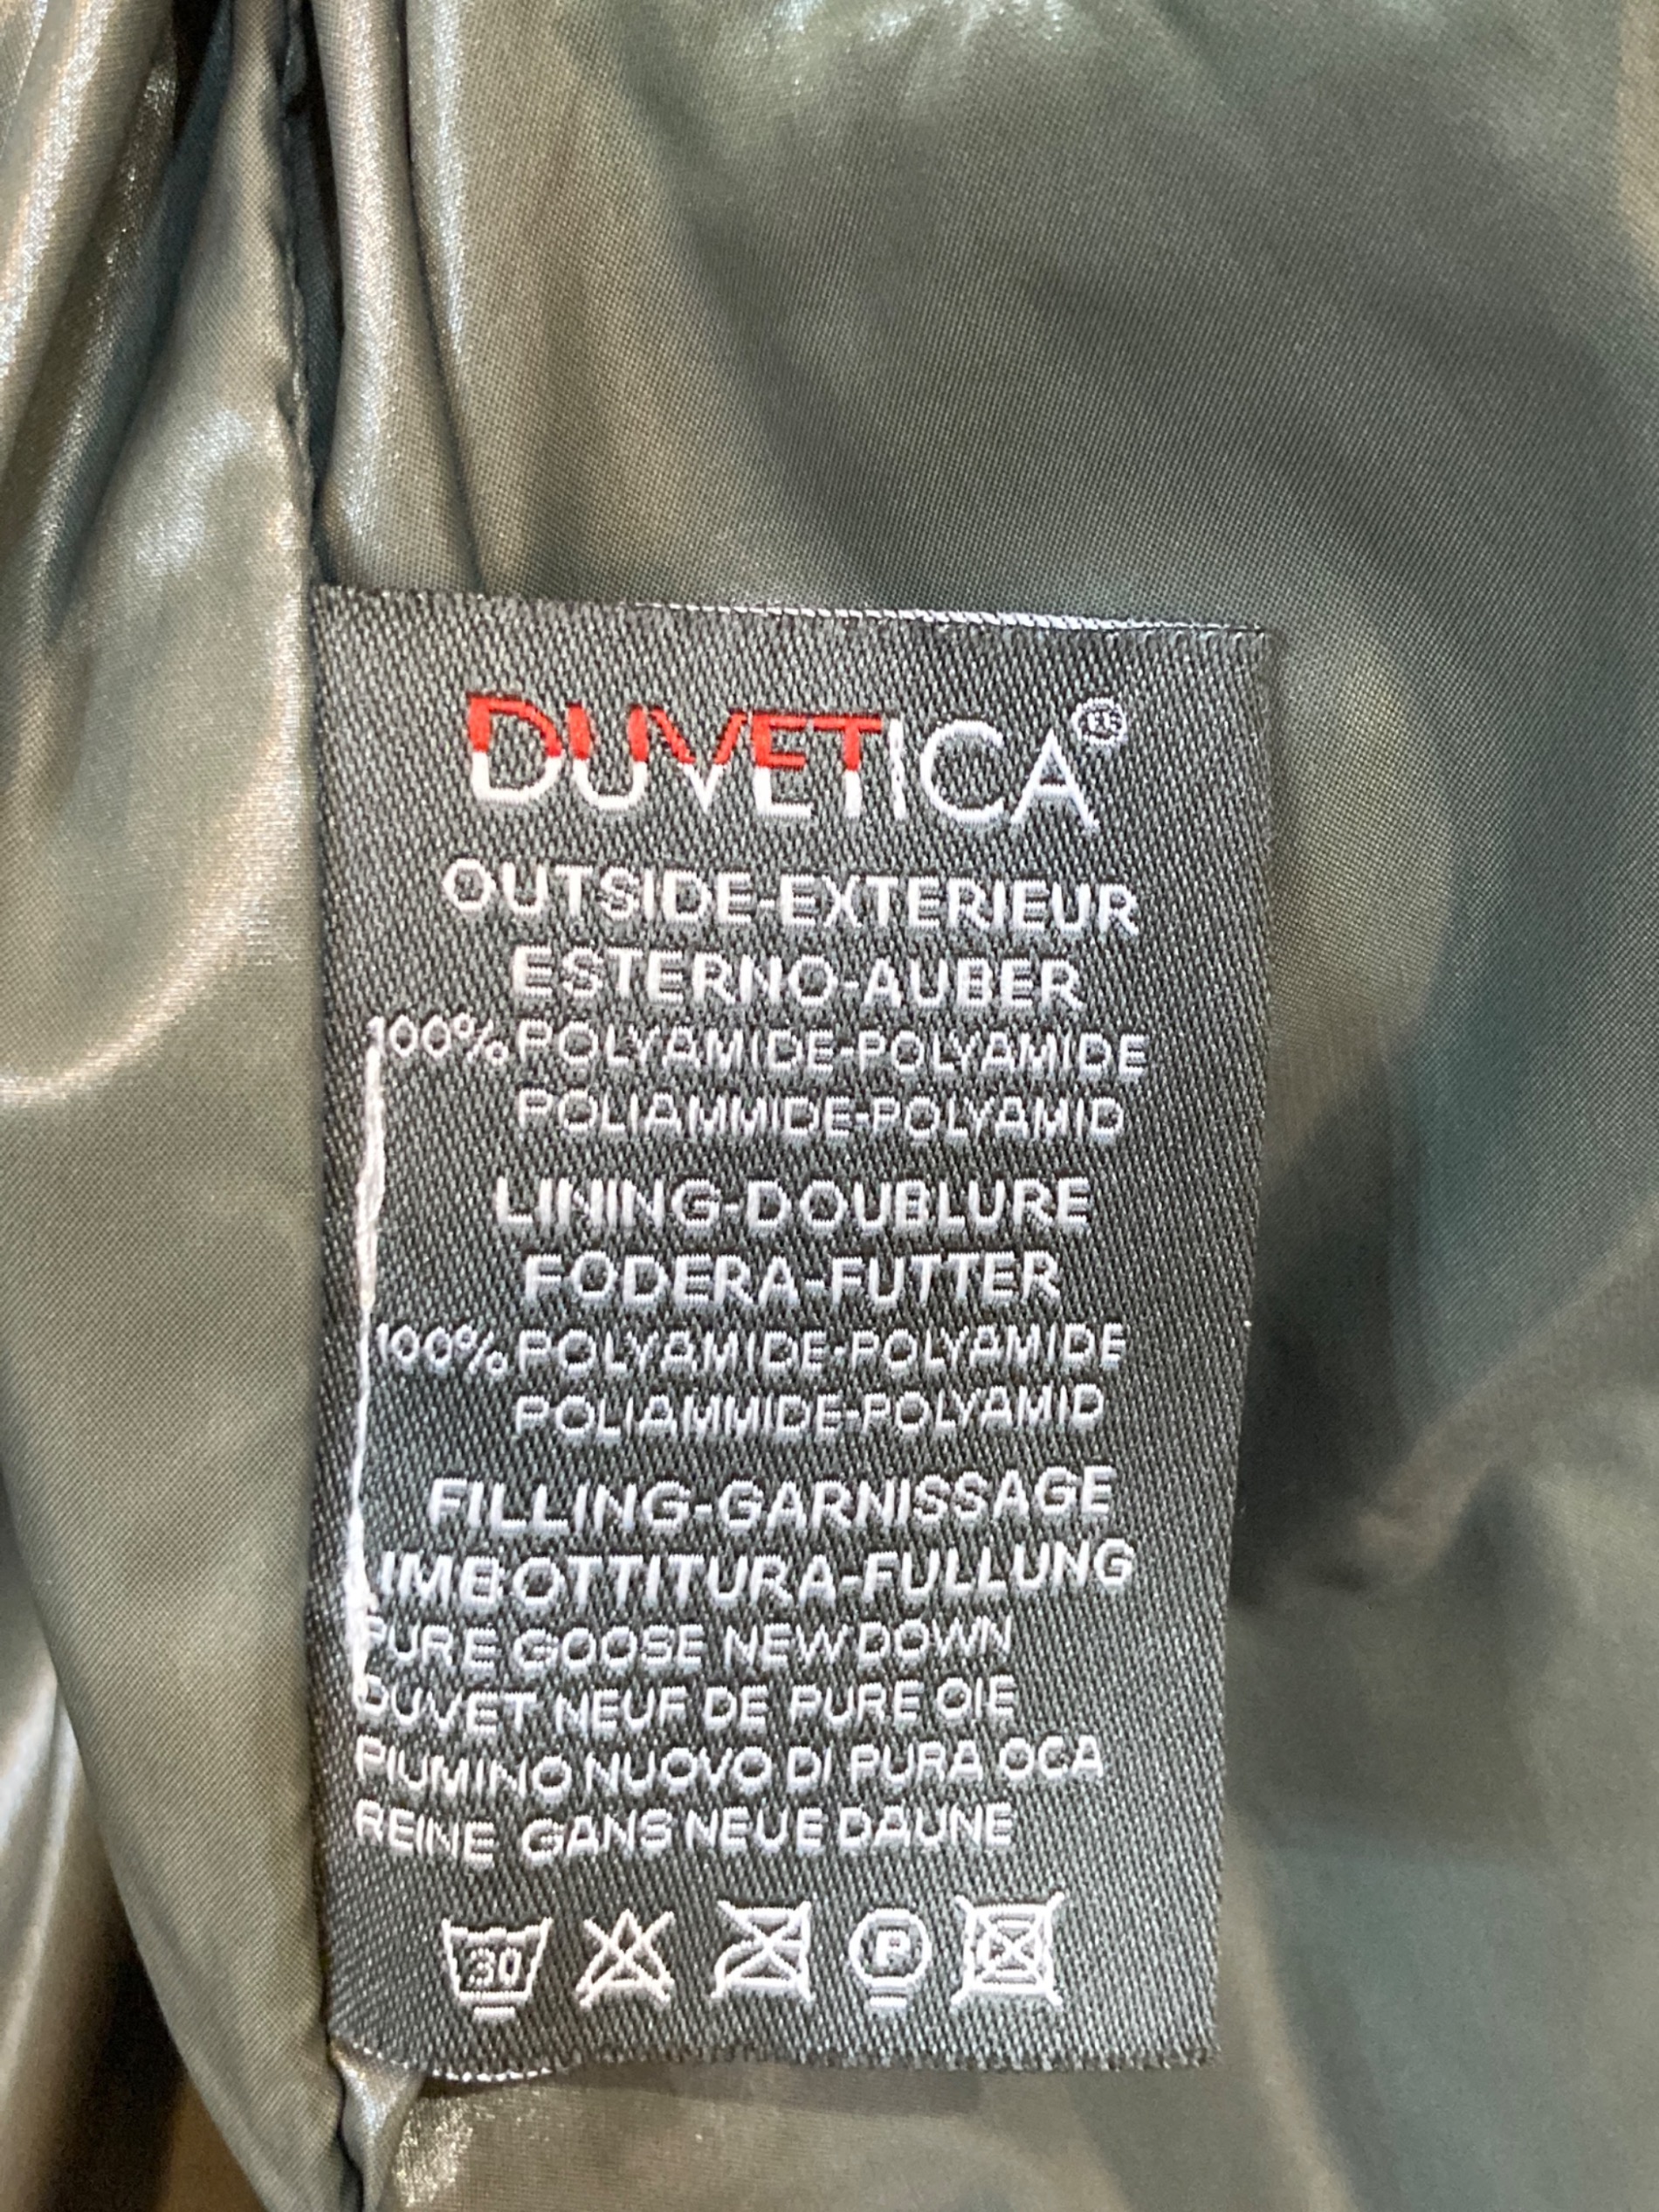 DUVETICA®
OUTSIDE-EXTERIEUR
ESTERNO-AUBER
100% POLYAMIDE-POLYAMIDE
POLIAMMIDE-POLYAMID
LINING-DOUBLURE
FODERA-FUTTER
100% POLYAMIDE-POLYAMIDE
POLIAMMIDE-POLYAMID
FILLING-GARNISSAGE
IMBOTTITURA-FULLUNG
PURE GOOSE NEW DOWN
DUVET NEUF DE PURE OIE
PIUMINO NUOVO DI PURA OCA
REINE GANS NEUE DAUNE
30 P